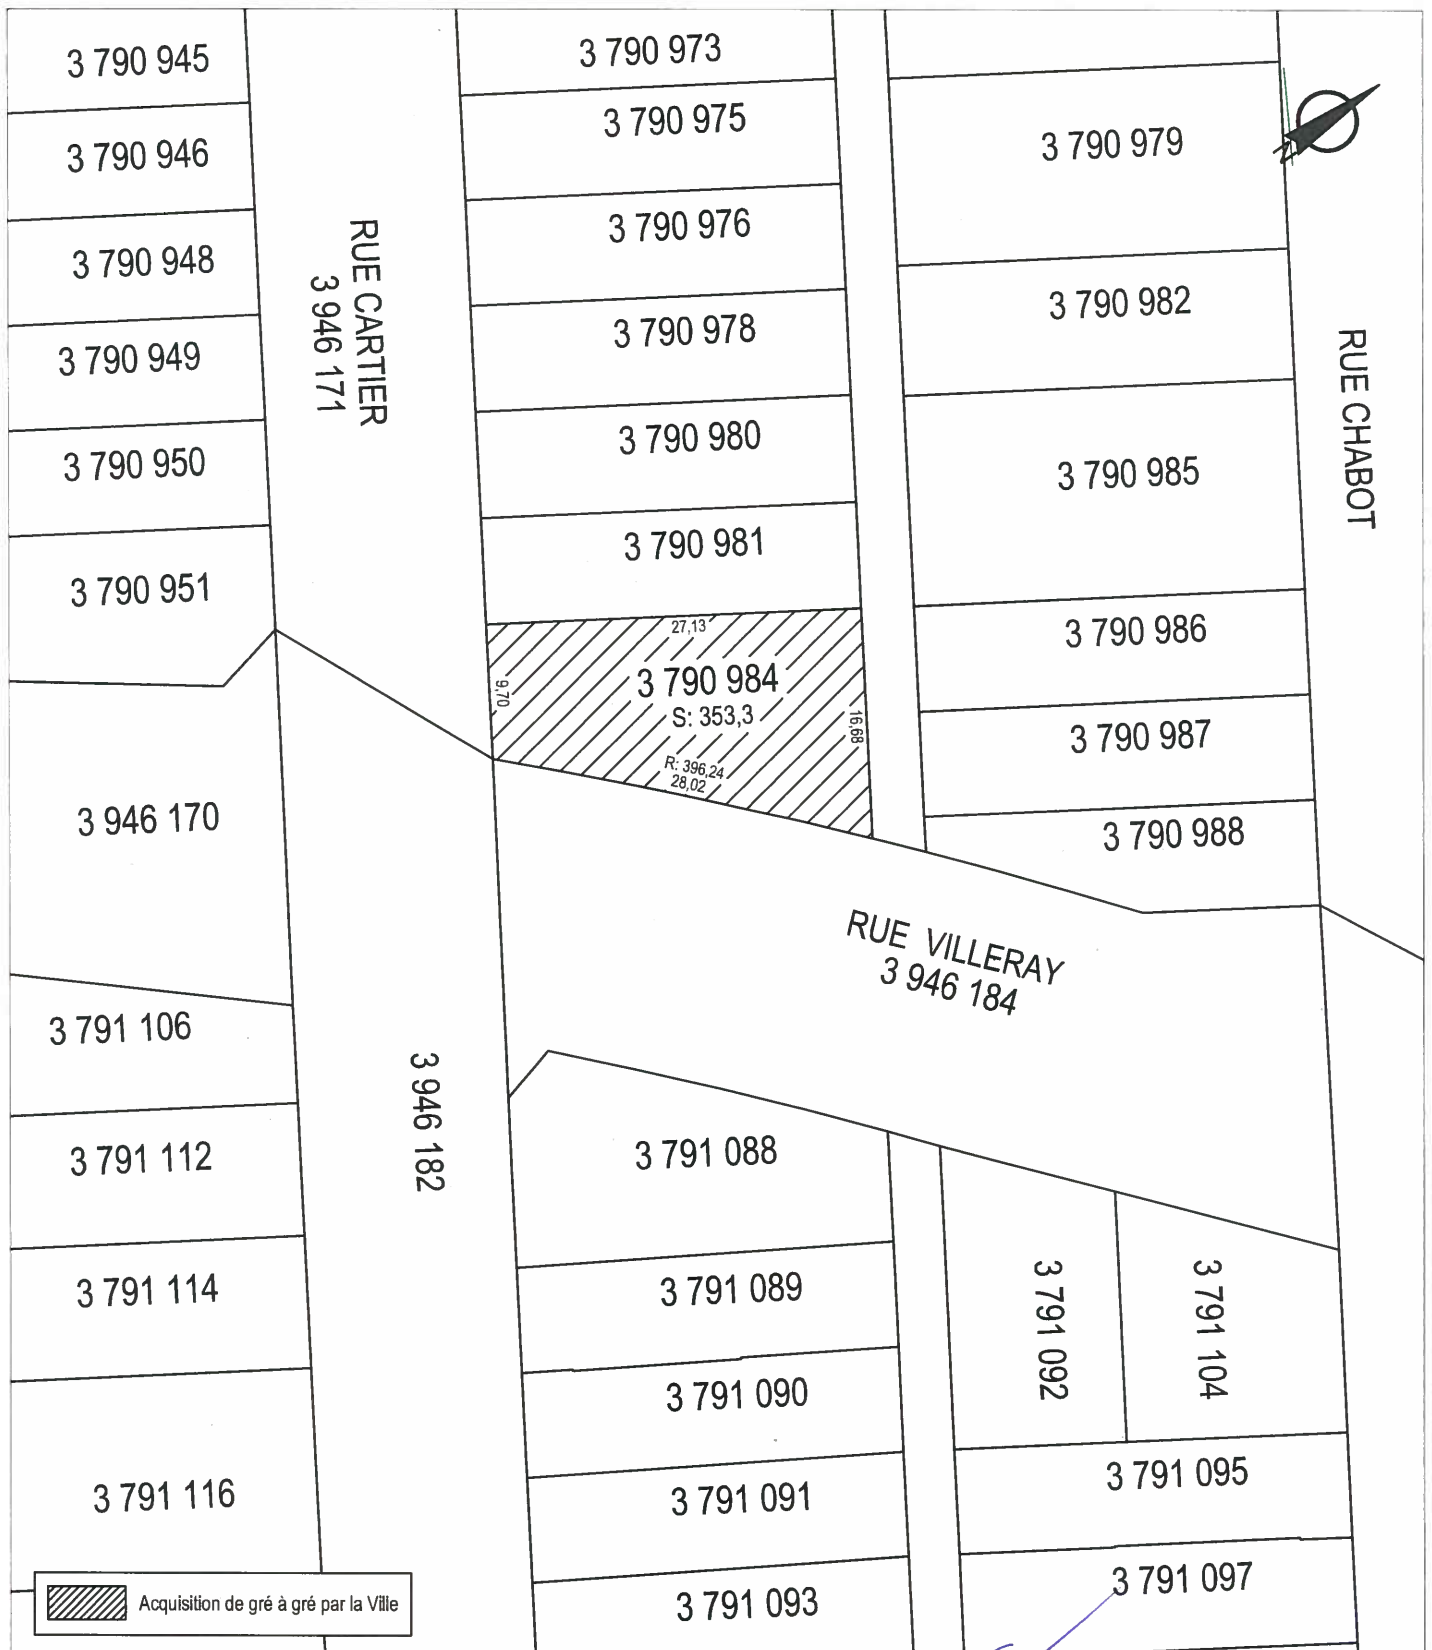 3 790 945
3 790 946
3 790 948
3 790 949
3 790 950
3 790 951
3 946 170
3 791 106
3 791 112
3 791 114
3 791 116
RUE CARTIER
3 946 171
3 946 182
3 790 973
3 790 975
3 790 976
3 790 978
3 790 980
3 790 981
27,13
9,70
3 790 984
S: 353,3
16,68
R: 396,24
28,02
3 790 979
3 790 982
3 790 985
3 790 986
3 790 987
3 790 988
N
RUE CHABOT
RUE VILLERAY
3 946 184
3 791 088
3 791 089
3 791 090
3 791 091
3 791 093
3 791 092
3 791 104
3 791 095
3 791 097
Acquisition de gré à gré par la Ville